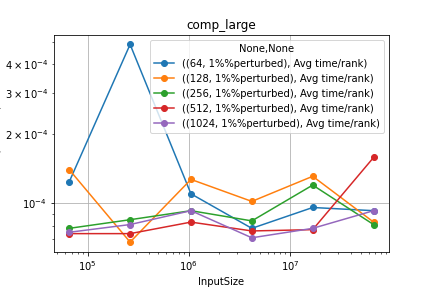 comp_large
None,None
((64, 1%%perturbed), Avg time/rank)
((128, 1%%perturbed), Avg time/rank)
((256, 1%%perturbed), Avg time/rank)
((512, 1%%perturbed), Avg time/rank)
((1024, 1%%perturbed), Avg time/rank)
4 × 10⁻⁴
3 × 10⁻⁴
2 × 10⁻⁴
10⁻⁴
10⁵ 10⁶ 10⁷
InputSize